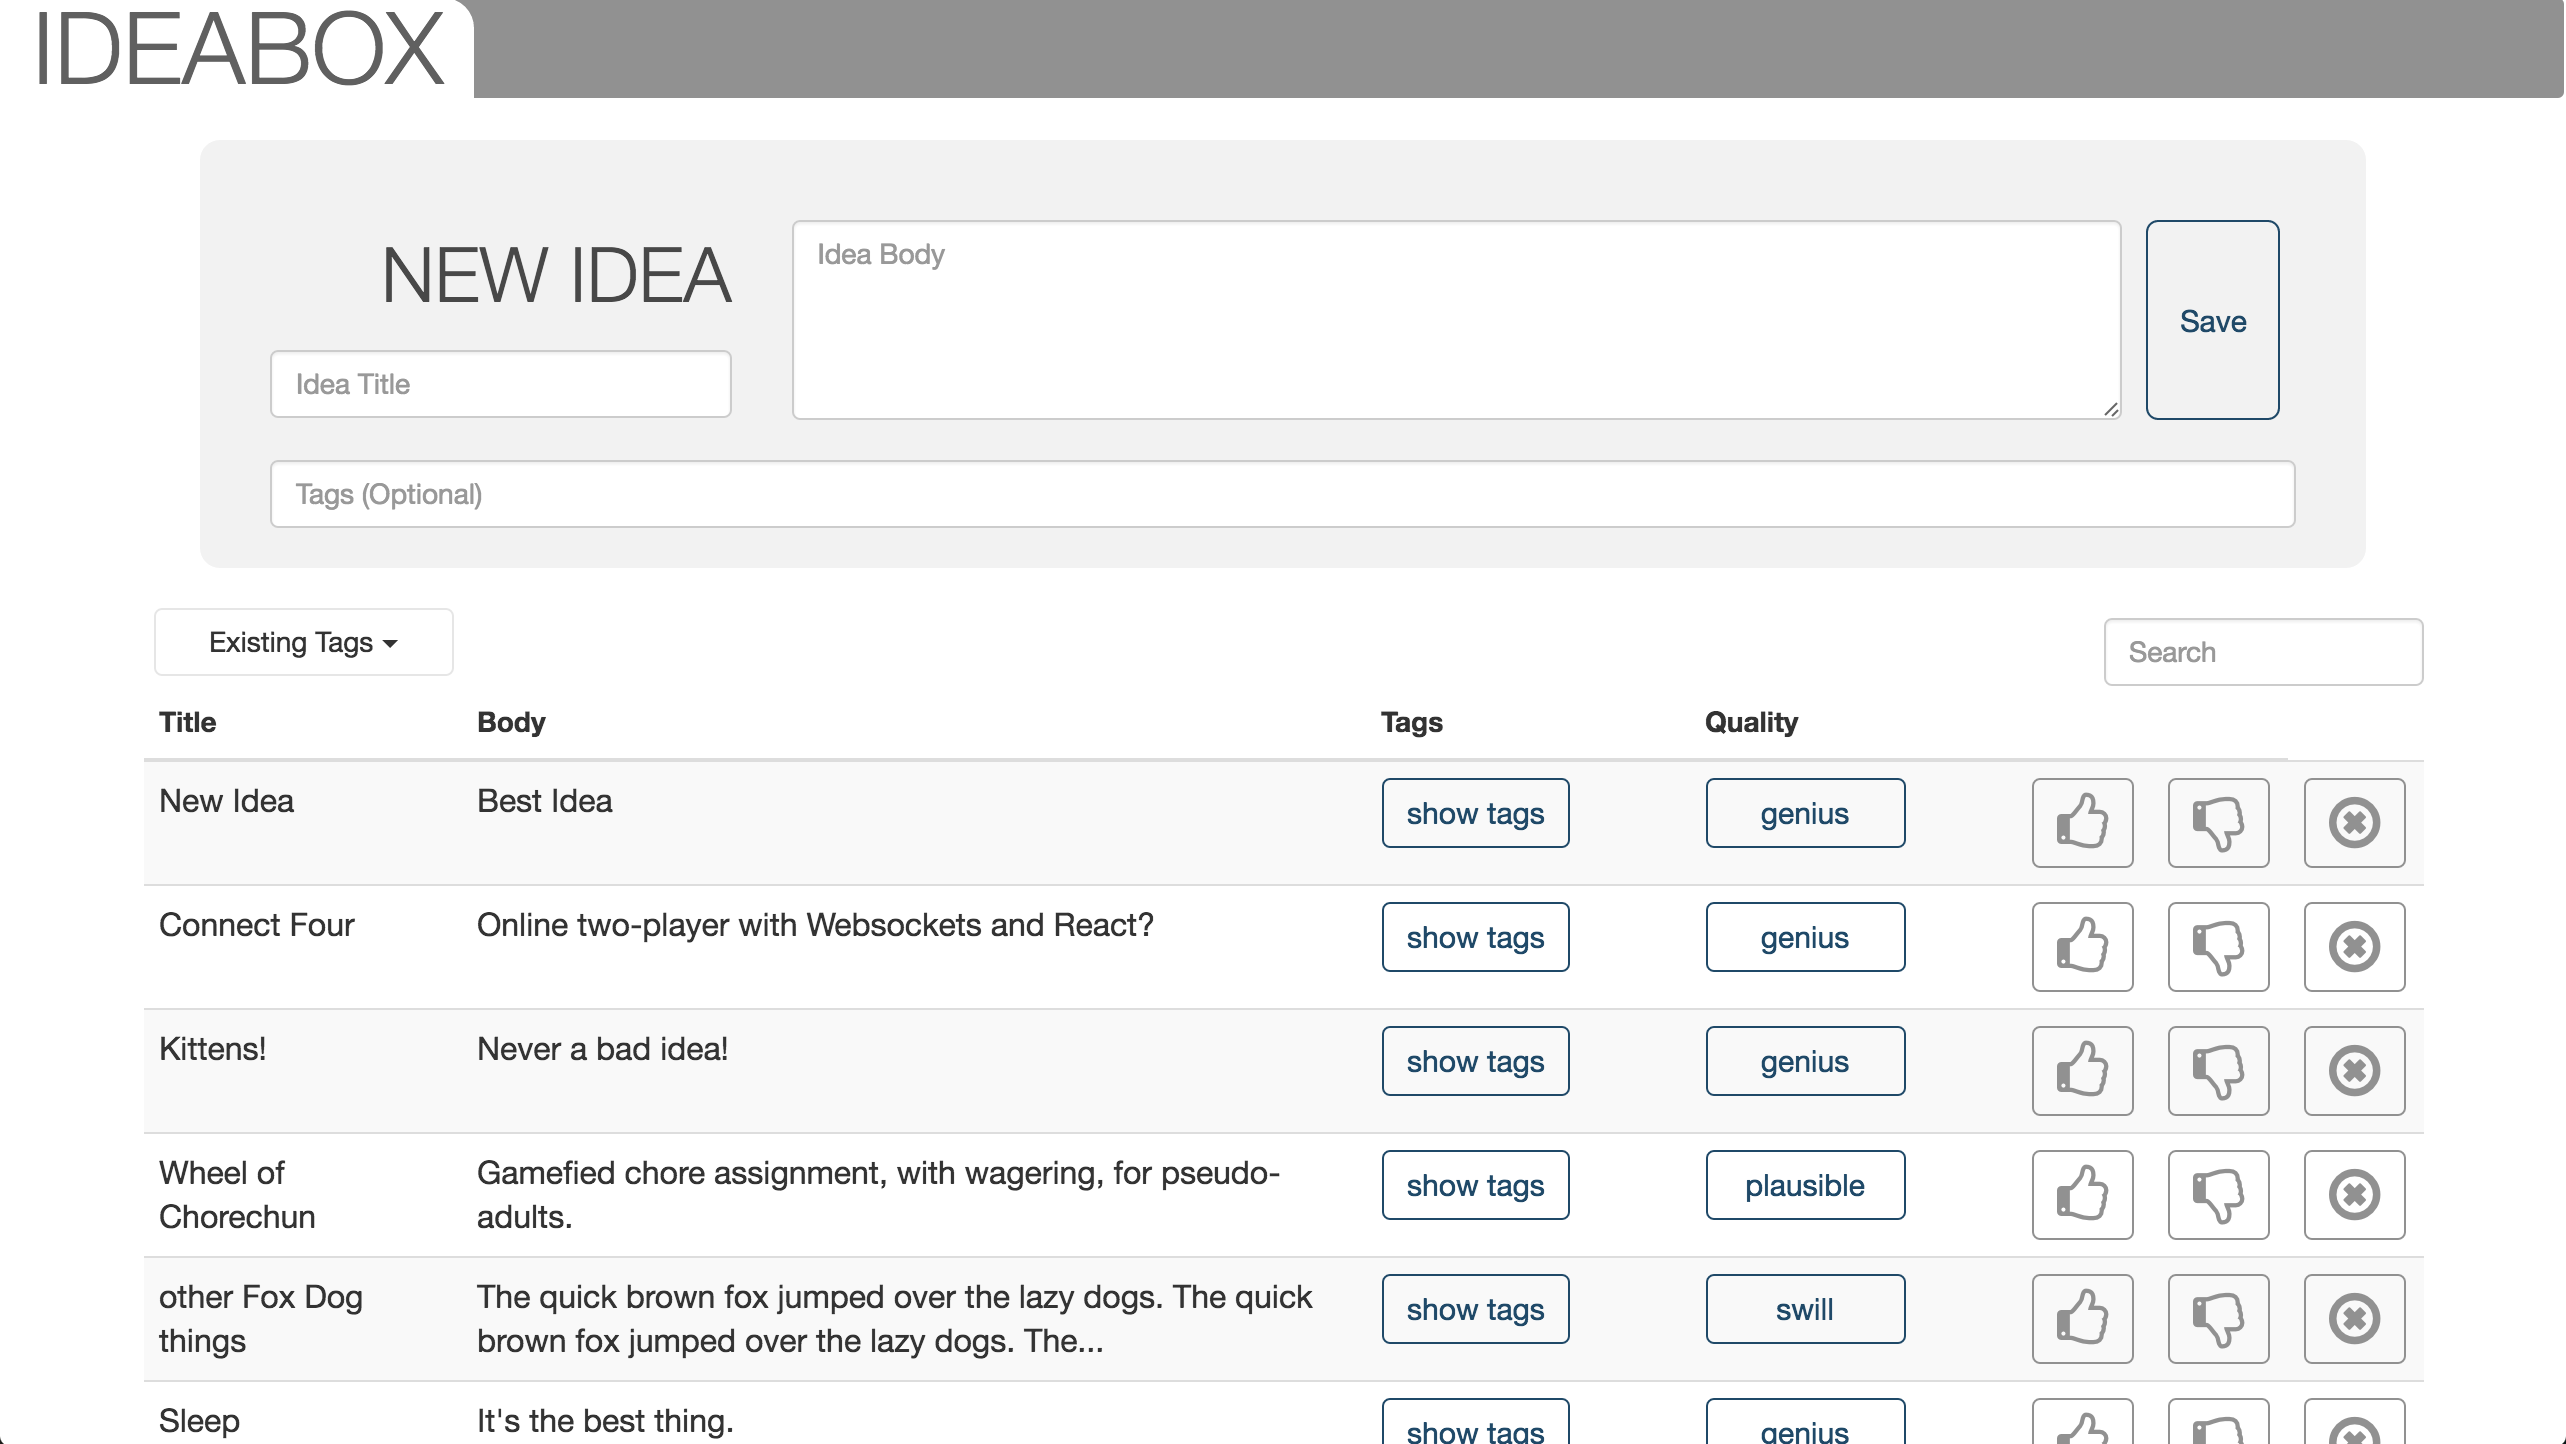 IDEABOX
NEW IDEA
Idea Body
Save
Idea Title
Tags (Optional)
Existing Tags
Search
Title Body Tags Quality
New Idea Best Idea show tags genius
Connect Four Online two-player with Websockets and React? show tags genius
Kittens! Never a bad idea! show tags genius
Wheel of Gamefied chore assignment, with wagering, for pseudo- show tags plausible
Chorechun adults.
other Fox Dog The quick brown fox jumped over the lazy dogs. The quick show tags swill
things brown fox jumped over the lazy dogs. The...
Sleep It's the best thing. show tags genius